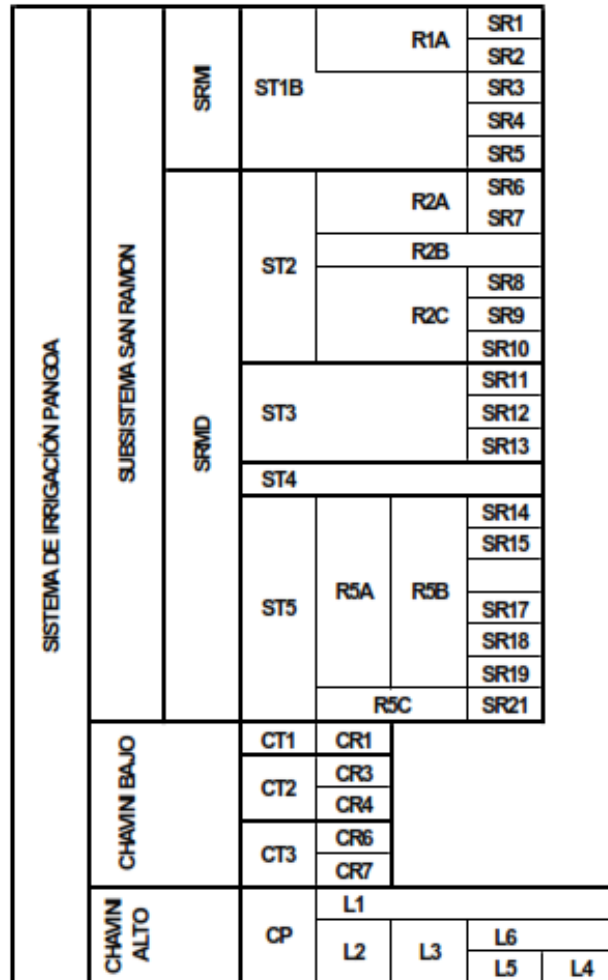 SISTEMA DE IRRIGACIÓN PANGOA
SUBSISTEMA SAN RAMON
SRMI
ST1B
R1A
SR1
SR2
SR3
SR4
SR5
SRMD
ST2
R2A
SR6
SR7
R2B
R2C
SR8
SR9
SR10
ST3
SR11
SR12
SR13
ST4
ST5
R5A
R5B
SR14
SR15
SR17
SR18
SR19
R5C
SR21
CHAVINI BAJO
CT1
CR1
CT2
CR3
CR4
CT3
CR6
CR7
CHAVINI
ALTO
CP
L1
L2
L3
L6
L5
L4